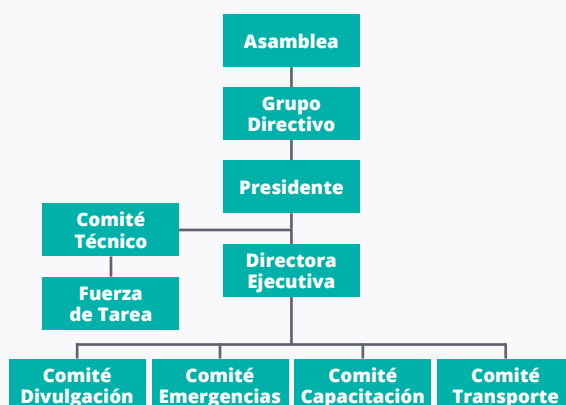 Asamblea
Grupo
Directivo
Presidente
Comité
Técnico
Directora
Ejecutiva
Fuerza
de Tarea
Comité
Divulgación
Comité
Emergencias
Comité
Capacitación
Comité
Transporte